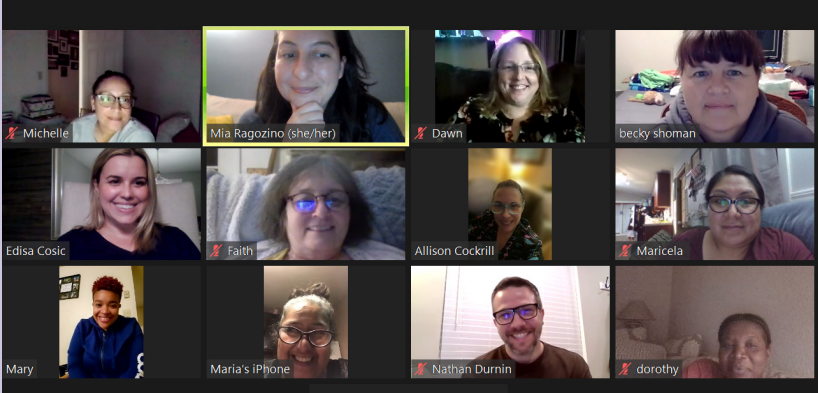 Michelle
Mia Ragozino (she/her)
Dawn
becky shoman
Edisa Cosic
Faith
Allison Cockrill
Maricela
Mary
Maria's iPhone
Nathan Durnin
dorothy